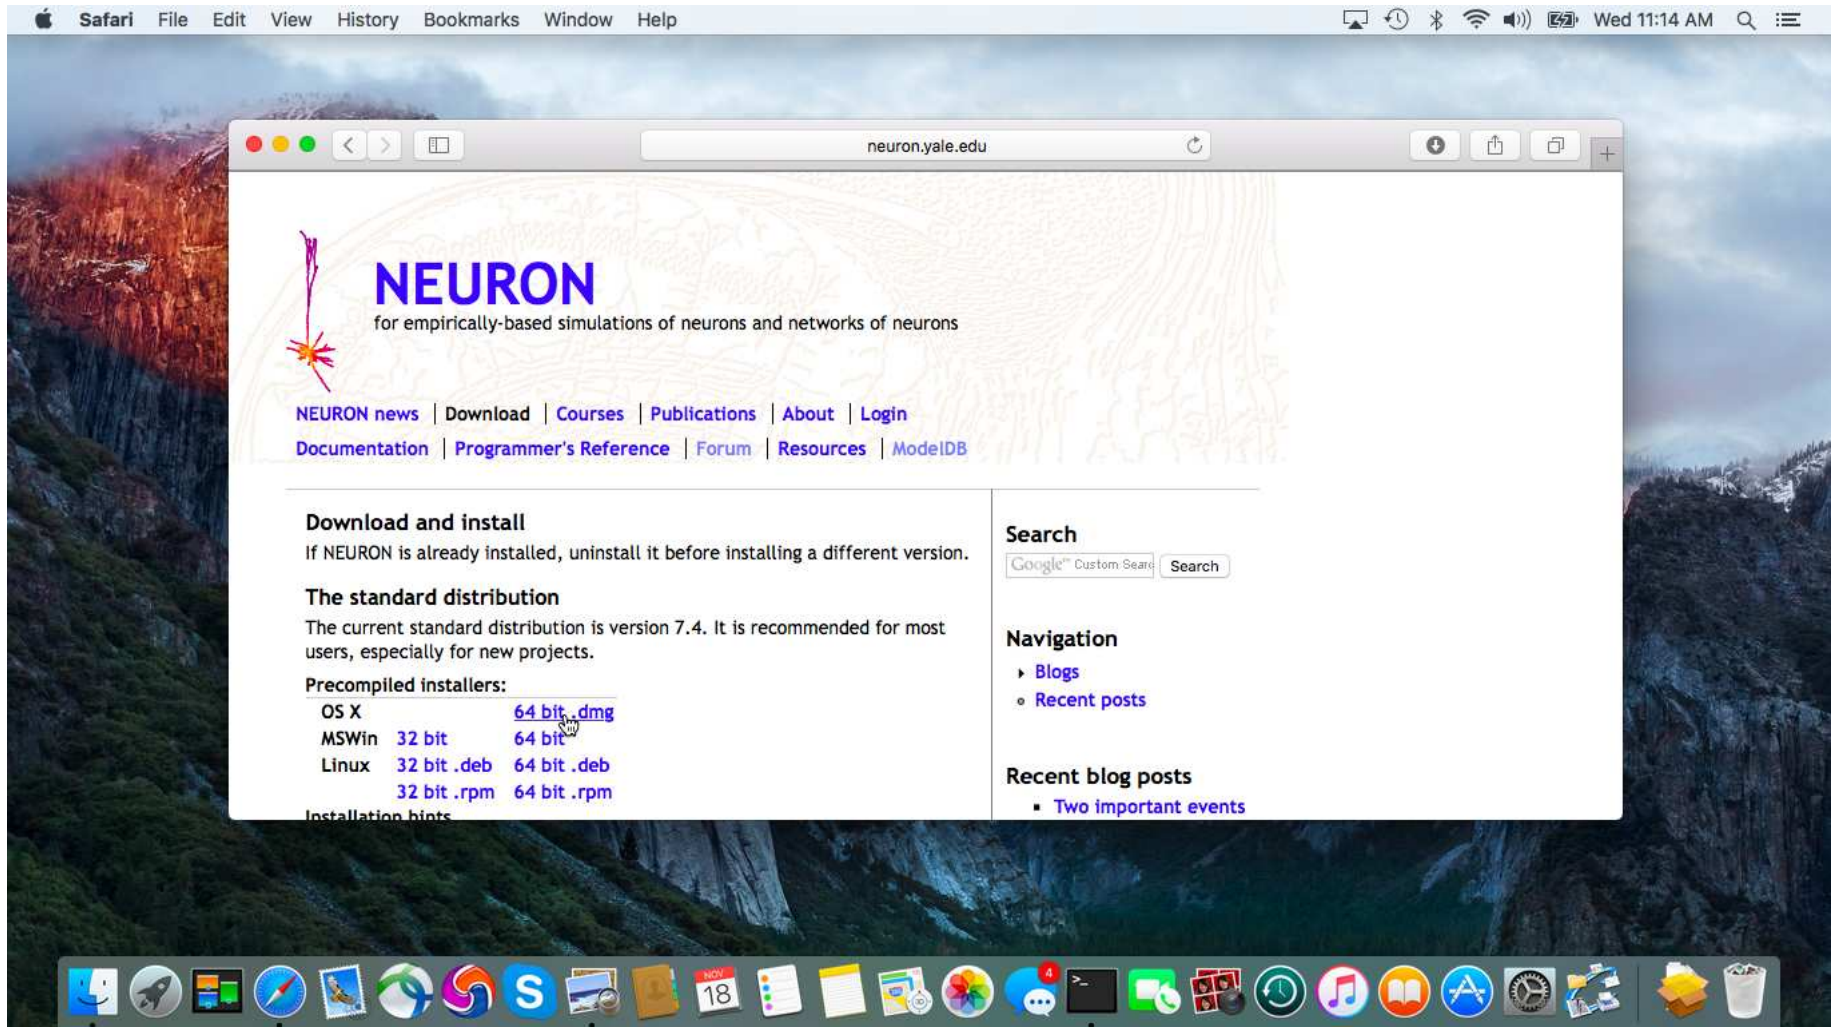 Safari File Edit View History Bookmarks Window Help Wed 11:14 AM
neuron.yale.edu
NEURON
for empirically-based simulations of neurons and networks of neurons
NEURON news Download Courses Publications About Login
Documentation Programmer's Reference Forum Resources ModelDB
Download and install
If NEURON is already installed, uninstall it before installing a different version.
The standard distribution
The current standard distribution is version 7.4. It is recommended for most
users, especially for new projects.
Precompiled installers:
OS X 64 bit .dmg
MSWin 32 bit 64 bit
Linux 32 bit .deb 64 bit .deb
32 bit .rpm 64 bit .rpm
Installation hints
Search
Google™ Custom Searc Search
Navigation
Blogs
Recent posts
Recent blog posts
Two important events
S
NOV
18
4